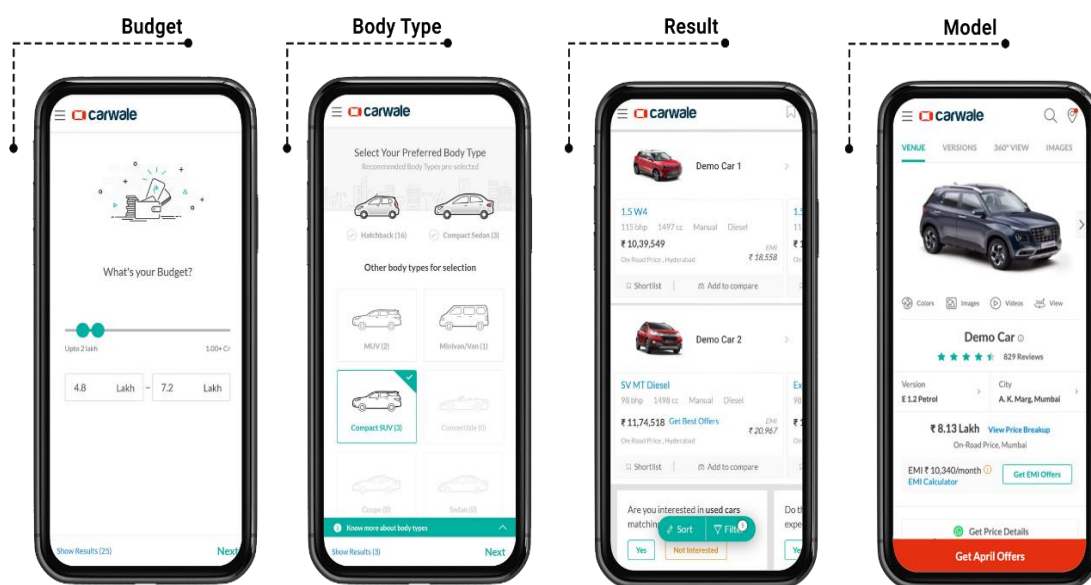 Budget
carwale
What's your Budget?
Upto 2 lakh
1.00+ Cr
4.8 Lakh - 7.2 Lakh
Show Results (25)
Next
Body Type
carwale
Select Your Preferred Body Type
Recommended Body Types pre-selected
Hatchback (16)
Compact Sedan (3)
Other body types for selection
MUV (2)
Minivan/Van (1)
Compact SUV (3)
Convertible (0)
Coupe (0)
Sedan (0)
Know more about body types
Show Results (3)
Next
Result
carwale
Demo Car 1
1.5 W4
115 bhp 1497 cc Manual Diesel
₹ 10,39,549
EMI
On-Road Price , Hyderabad
₹ 18,558
Shortlist
Add to compare
Demo Car 2
SV MT Diesel
98 bhp 1498 cc Manual Diesel
₹ 11,74,518 Get Best Offers
EMI
On-Road Price , Hyderabad
₹ 20,967
Shortlist
Add to compare
Are you interested in used cars
matchin
Sort
Filte
1
Yes
Not Interested
Model
carwale
VENUE VERSIONS 360° VIEW IMAGES
Colors
Images
Videos
View
Demo Car
829 Reviews
Version
E 1.2 Petrol
City
A. K. Marg, Mumbai
₹ 8.13 Lakh View Price Breakup
On-Road Price, Mumbai
EMI ₹ 10,340/month
EMI Calculator
Get EMI Offers
Get Price Details
Get April Offers